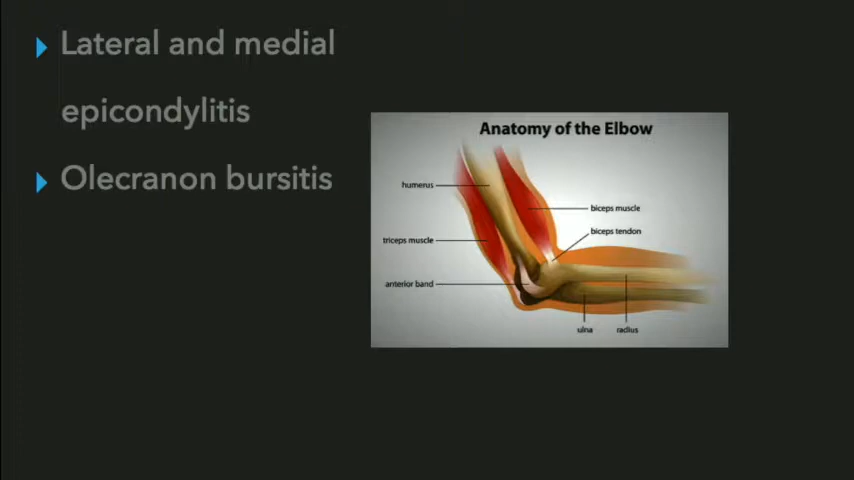 Lateral and medial
epicondylitis
Olecranon bursitis
Anatomy of the Elbow
humerus
biceps muscle
biceps tendon
triceps muscle
anterior band
ulna
radius